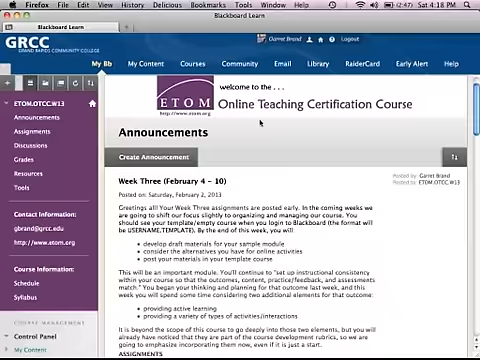 Firefox File Edit View History Delicious Bookmarks Tools Window Help (2:47) Sat 4:18 PM
Blackboard Learn
Blackboard Learn
GRCC
GRAND RAPIDS COMMUNITY COLLEGE
Garret Brand Logout
My Bb My Content Courses Community Email Library RaiderCard Early Alert Help
ETOM.OTCC.W13
Announcements
Assignments
Discussions
Grades
Resources
Tools
Contact Information:
gbrand@grcc.edu
http://www.etom.org
Course Information:
Schedule
Syllabus
COURSE MANAGEMENT
Control Panel
My Content
ETOM
http://www.etom.org
welcome to the . . .
Online Teaching Certification Course
Announcements
Create Announcement
Week Three (February 4 - 10)
Posted on: Saturday, February 2, 2013
Posted by: Garret Brand
Posted to: ETOM.OTCC.W13
Greetings all! Your Week Three assignments are posted early. In the coming weeks we
are going to shift our focus slightly to organizing and managing our course. You
should see your template/empty course when you login to Blackboard (the format will
be USERNAME.TEMPLATE). By the end of this week, you will:
• develop draft materials for your sample module
• consider the alternatives you have for online activities
• post your materials in your template course
This will be an important module. You'll continue to "set up instructional consistency
within your course so that the outcomes, content, practice/feedback, and assessments
match." You began your thinking and planning for that outcome last week, and this
week you will spend some time considering two additional elements for that outcome:
• providing active learning
• providing a variety of types of activities/interactions
It is beyond the scope of this course to go deeply into those two elements, but you will
already have noticed that they are part of the course development rubrics, so we are
going to emphasize incorporating them now, even if it is just a start.
ASSIGNMENTS